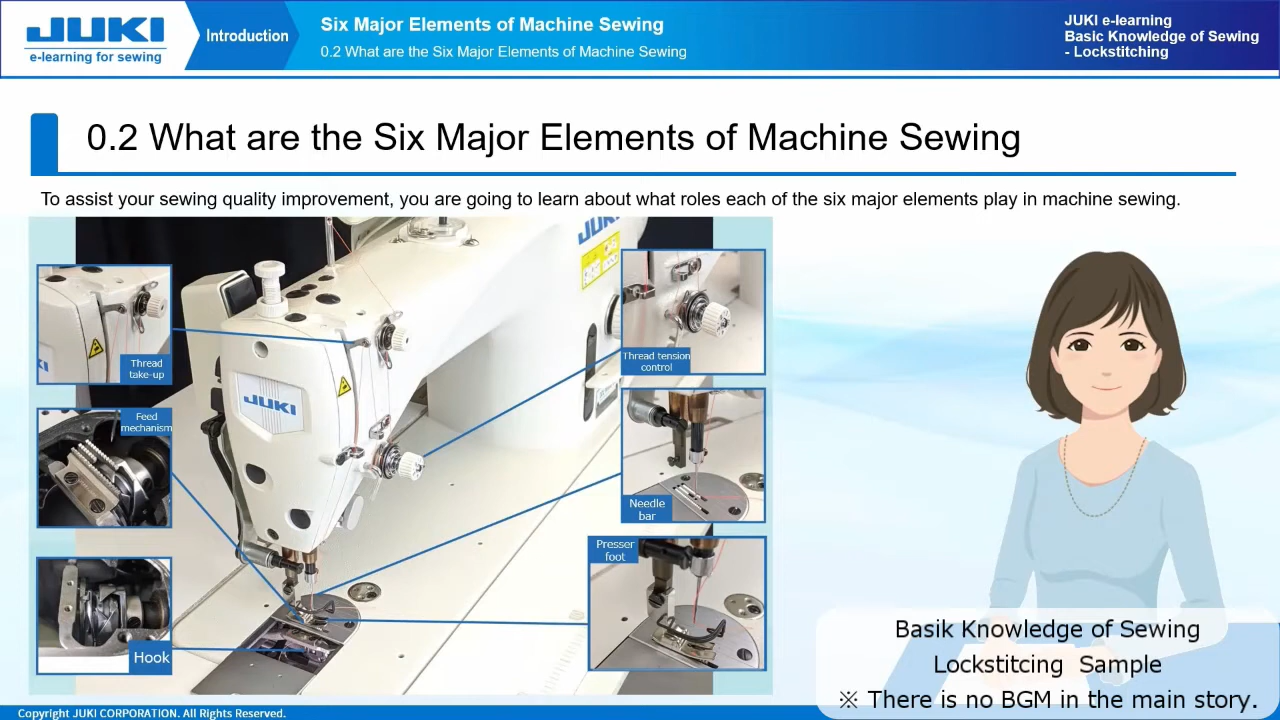 JUKI
e-learning for sewing
Introduction
Six Major Elements of Machine Sewing
0.2 What are the Six Major Elements of Machine Sewing
JUKI e-learning
Basic Knowledge of Sewing
- Lockstitching
0.2 What are the Six Major Elements of Machine Sewing
To assist your sewing quality improvement, you are going to learn about what roles each of the six major elements play in machine sewing.
Thread
take-up
Feed
mechanism
Hook
JUKI
Thread tension
control
Needle
bar
Presser
foot
Basik Knowledge of Sewing
Lockstitcing Sample
※ There is no BGM in the main story.
Copyright JUKI CORPORATION. All Rights Reserved.